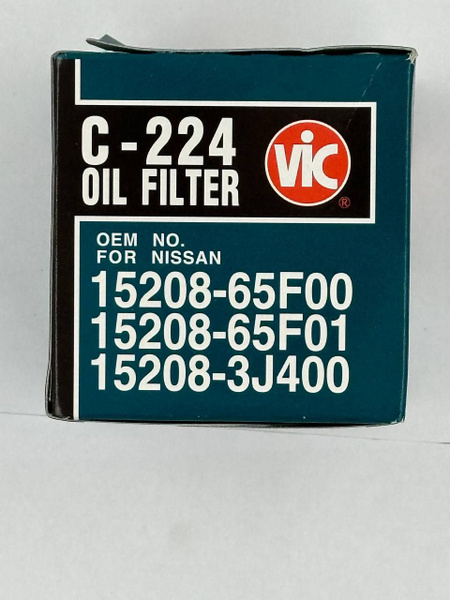 C-224
OIL FILTER
VIC
®
OEM NO.
FOR NISSAN
15208-65F00
15208-65F01
15208-3J400